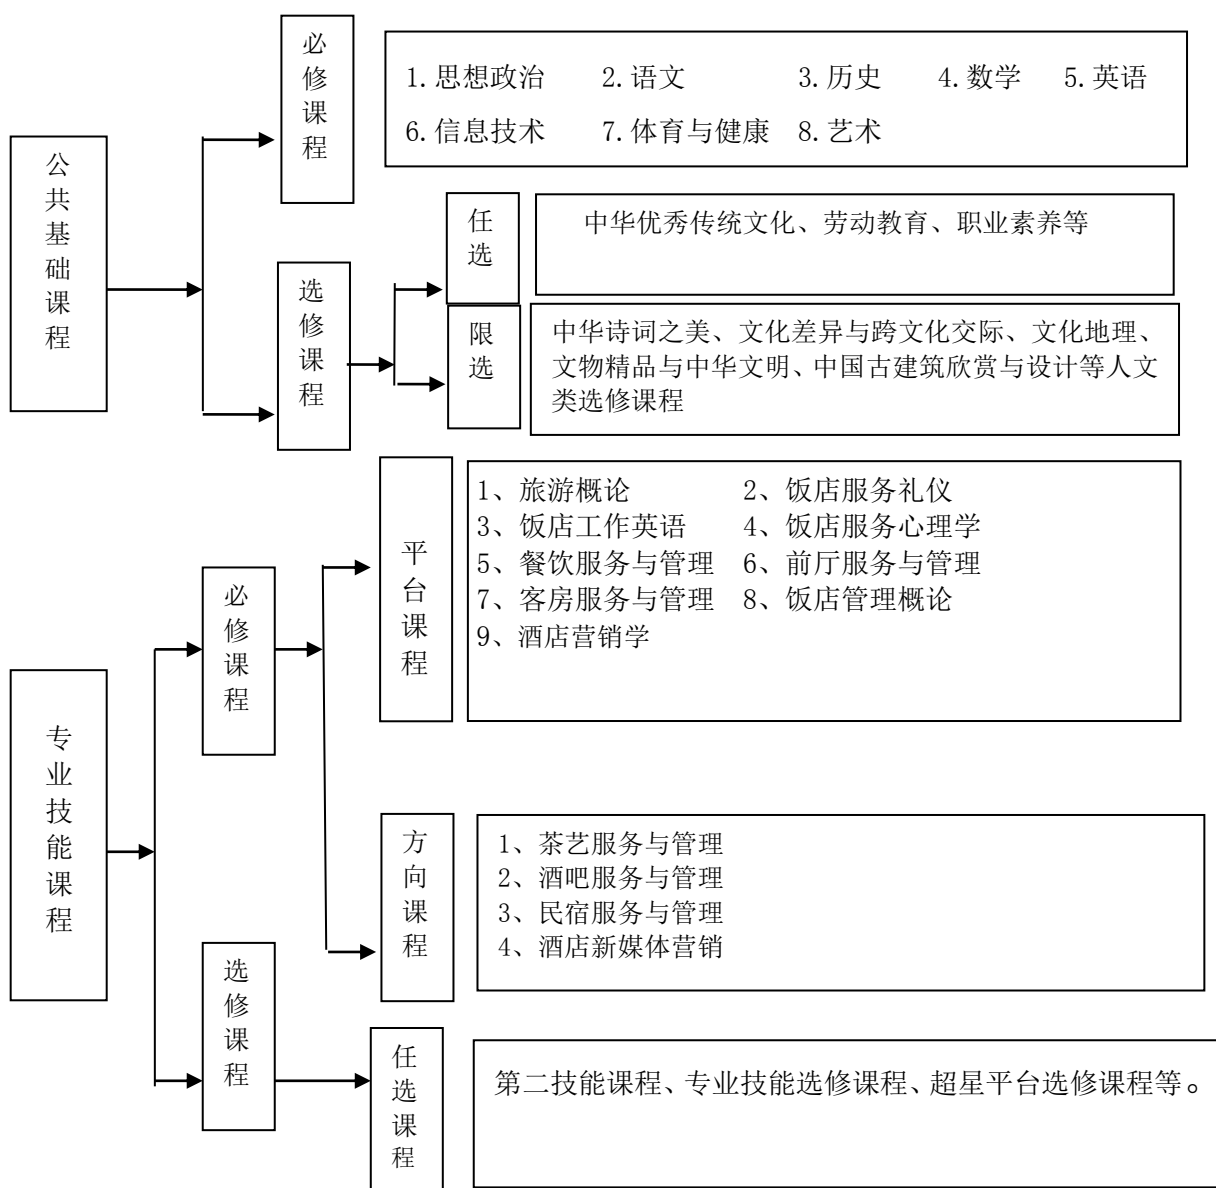 公共基础课程
必修课程
1.思想政治 2.语文 3.历史 4.数学 5.英语
6.信息技术 7.体育与健康 8.艺术
选修课程
任选
中华优秀传统文化、劳动教育、职业素养等
限选
中华诗词之美、文化差异与跨文化交际、文化地理、
文物精品与中华文明、中国古建筑欣赏与设计等人文
类选修课程
专业技能课程
必修课程
平台课程
1、旅游概论 2、饭店服务礼仪
3、饭店工作英语 4、饭店服务心理学
5、餐饮服务与管理 6、前厅服务与管理
7、客房服务与管理 8、饭店管理概论
9、酒店营销学
方向课程
1、茶艺服务与管理
2、酒吧服务与管理
3、民宿服务与管理
4、酒店新媒体营销
选修课程
任选课程
第二技能课程、专业技能选修课程、超星平台选修课程等。